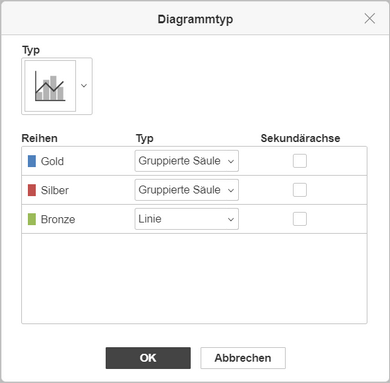 Diagrammtyp
Typ
Reihen Typ Sekundärachse
Gold Gruppierte Säule
Silber Gruppierte Säule
Bronze Linie
OK Abbrechen